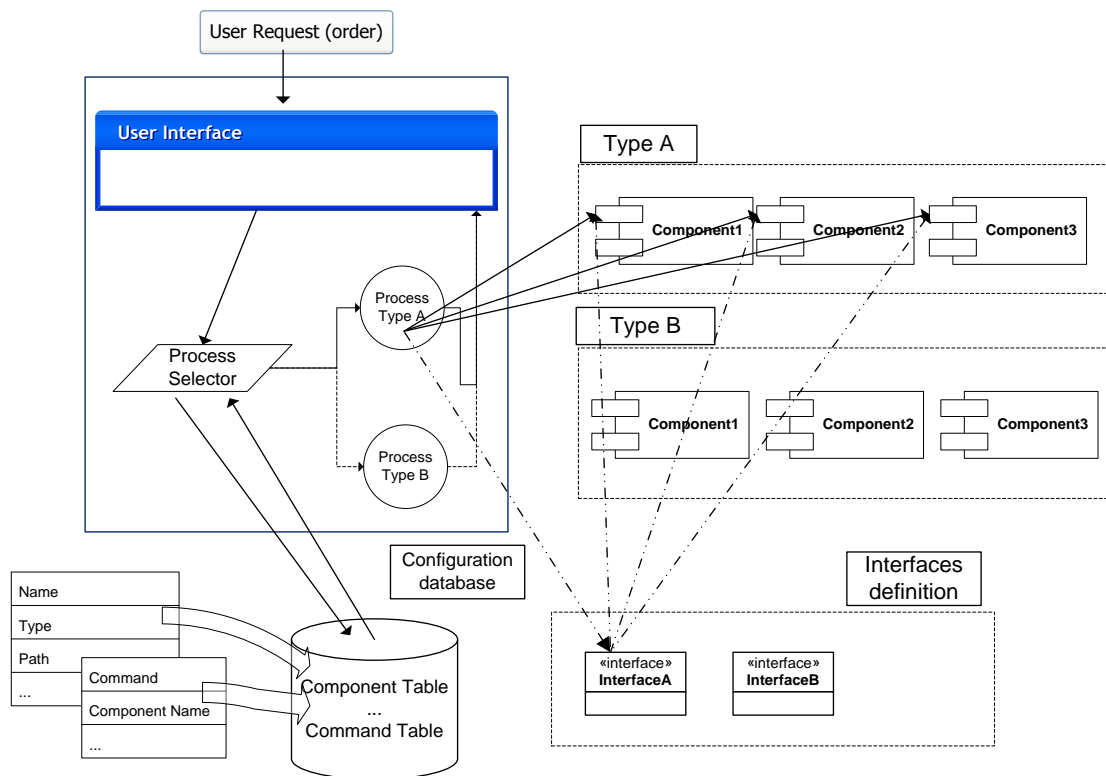 User Request (order)
User Interface
Type A
Component1
Component2
Component3
Process
Type A
Type B
Process
Selector
Component1
Component2
Component3
Process
Type B
Configuration
database
Interfaces
definition
Name
Type
Path
...
Command
Component Name
...
Component Table
...
Command Table
«interface»
InterfaceA
«interface»
InterfaceB